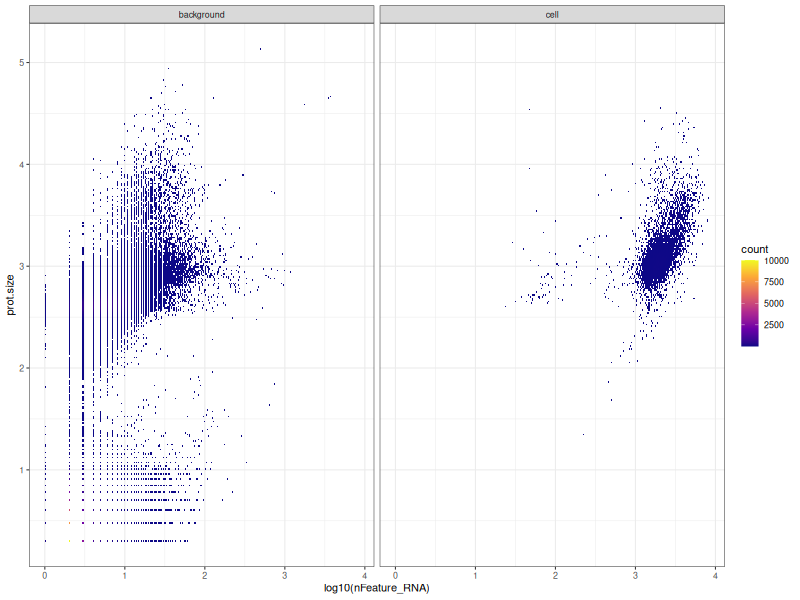 background cell
5
4
3
2
1
prot.size
0 1 2 3 4 0 1 2 3 4
log10(nFeature_RNA)
count
10000
7500
5000
2500